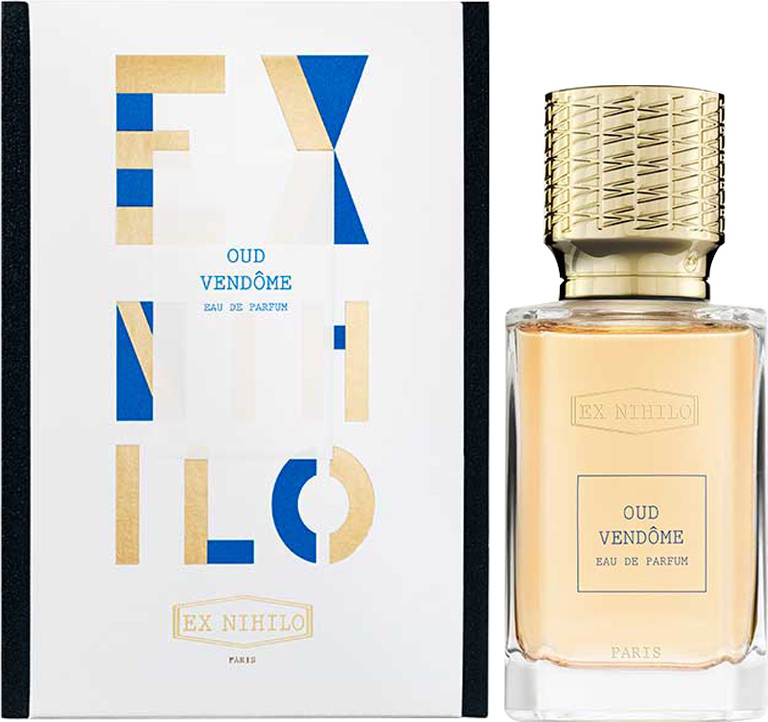 EX
NIHILO
OUD
VENDÔME
EAU DE PARFUM
EX NIHILO
PARIS
EX NIHILO
OUD
VENDÔME
EAU DE PARFUM
PARIS